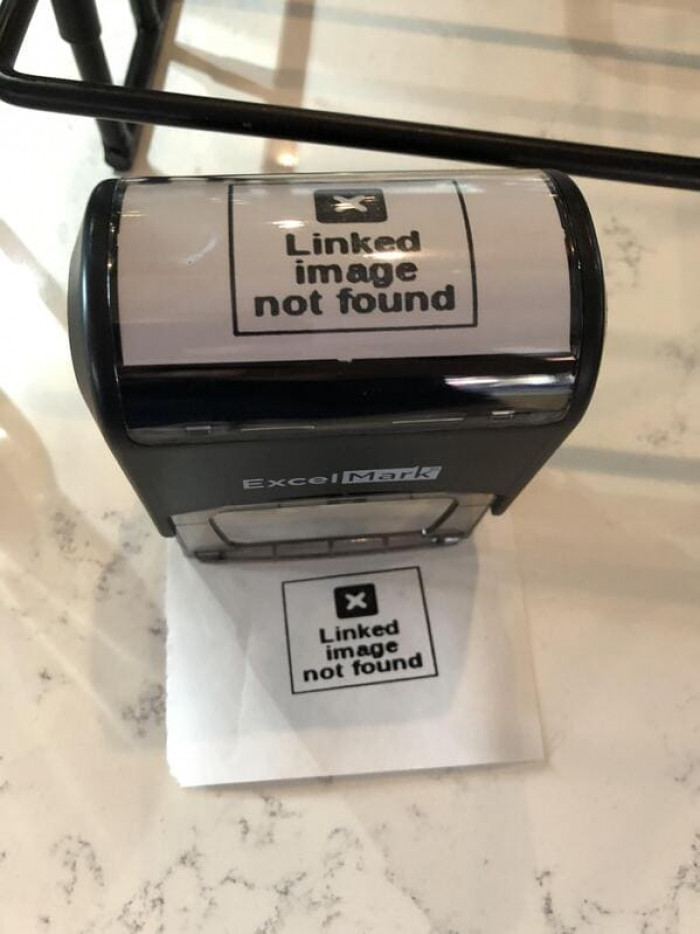 Linked
image
not found
ExcelMark
Linked
image
not found